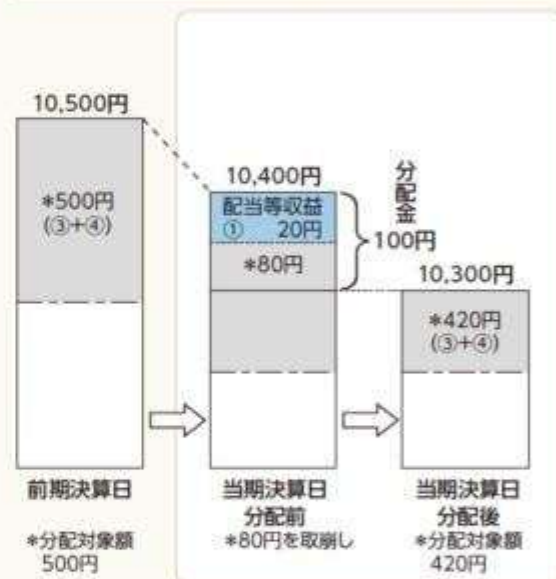 10,500円
*500円
(③+④)
10,400円
配当等収益
① 20円
*80円
分配金
100円
10,300円
*420円
(③+④)
前期決算日
*分配対象額
500円
当期決算日
分配前
*80円を取崩し
当期決算日
分配後
*分配対象額
420円